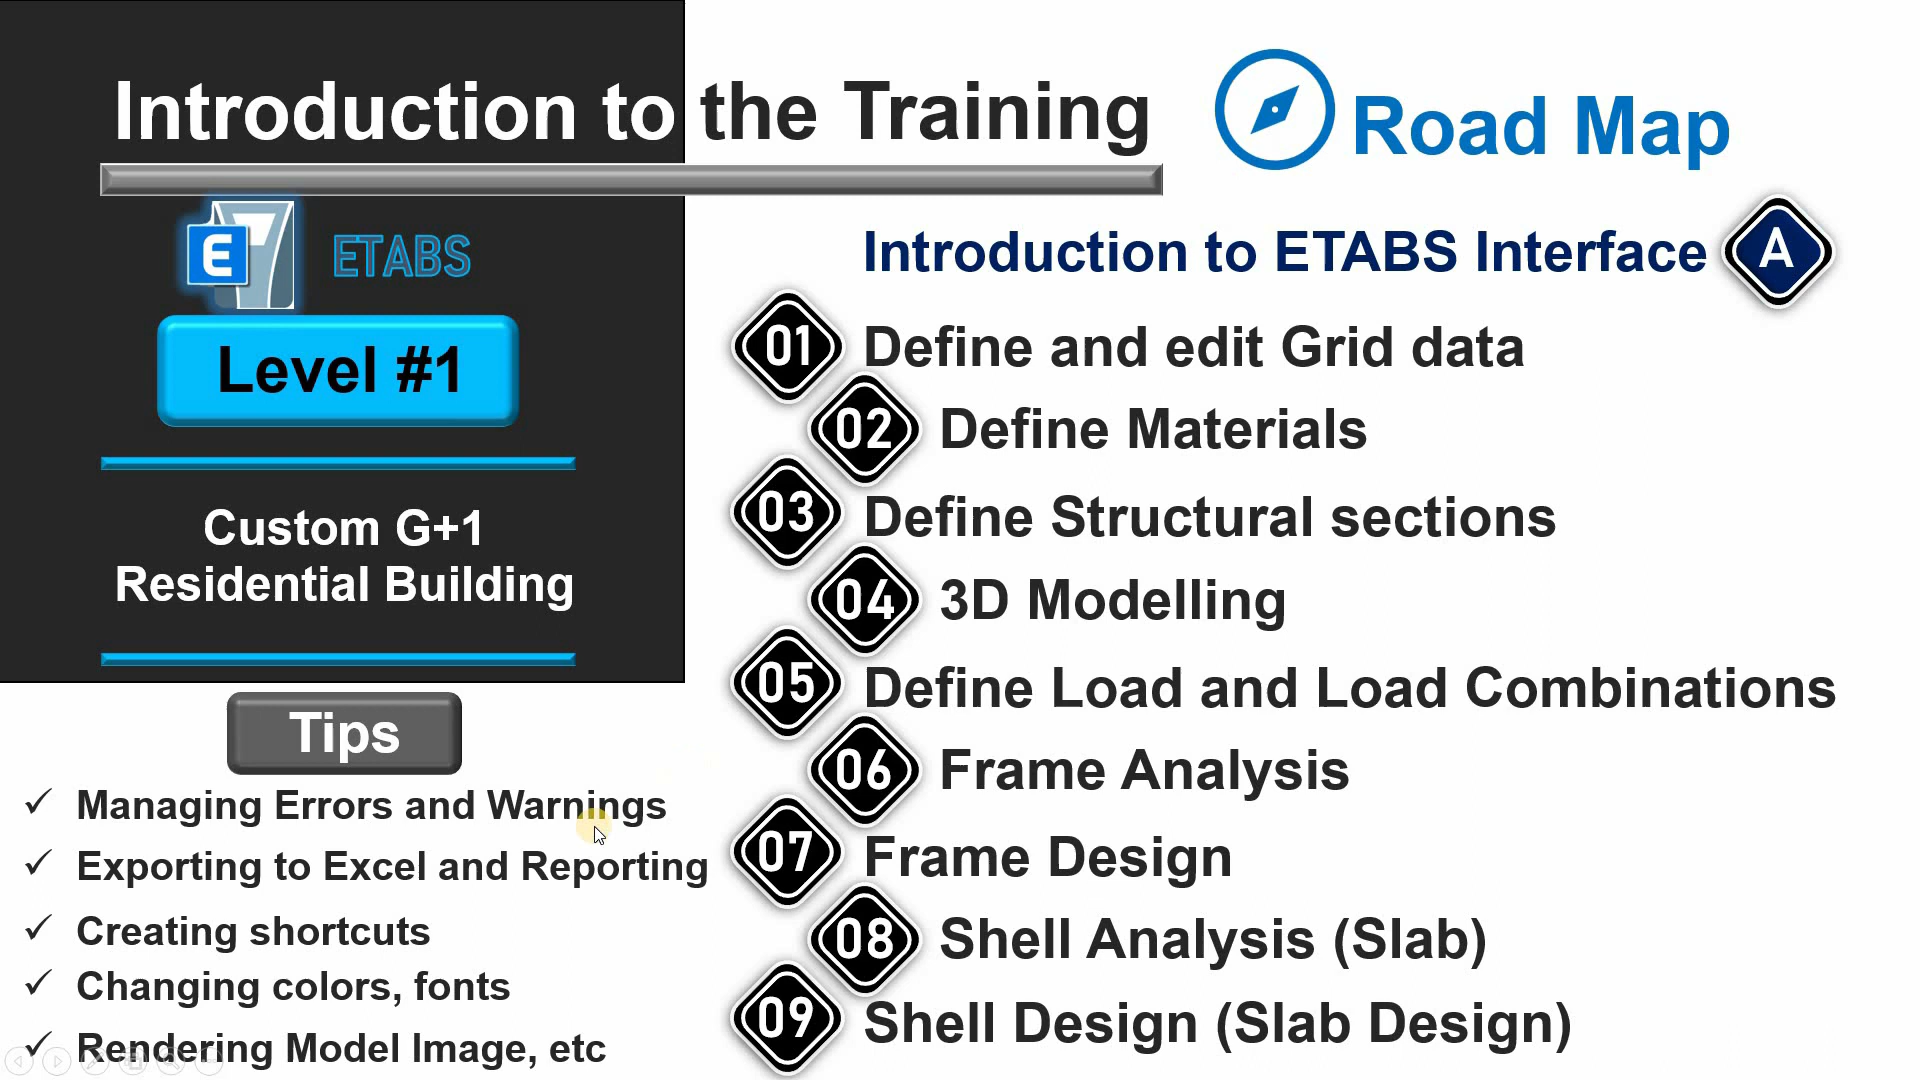 Introduction to the Training
Road Map
E
ETABS
Level #1
Custom G+1
Residential Building
Tips
✓ Managing Errors and Warnings
✓ Exporting to Excel and Reporting
✓ Creating shortcuts
✓ Changing colors, fonts
✓ Rendering Model Image, etc
Introduction to ETABS Interface A
01 Define and edit Grid data
02 Define Materials
03 Define Structural sections
04 3D Modelling
05 Define Load and Load Combinations
06 Frame Analysis
07 Frame Design
08 Shell Analysis (Slab)
09 Shell Design (Slab Design)